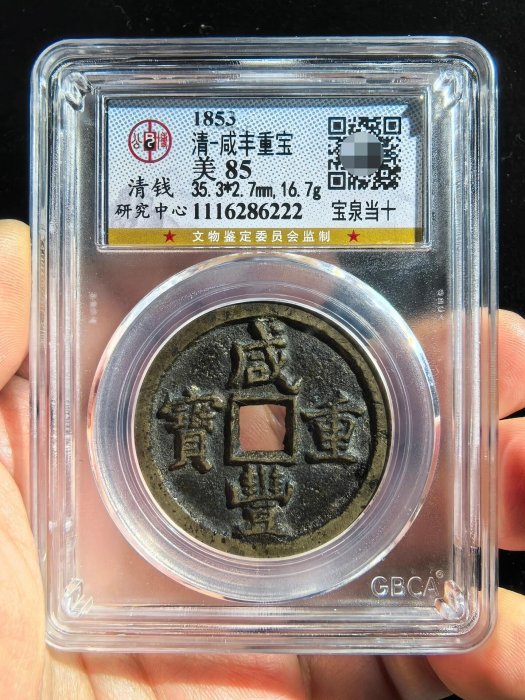 1853
清-咸丰重宝
美 85
清钱 35.3*2.7mm,16.7g
研究中心 1116286222 宝泉当十
★ 文物鉴定委员会监制 ★
咸
寶 重
豐
GBCA®